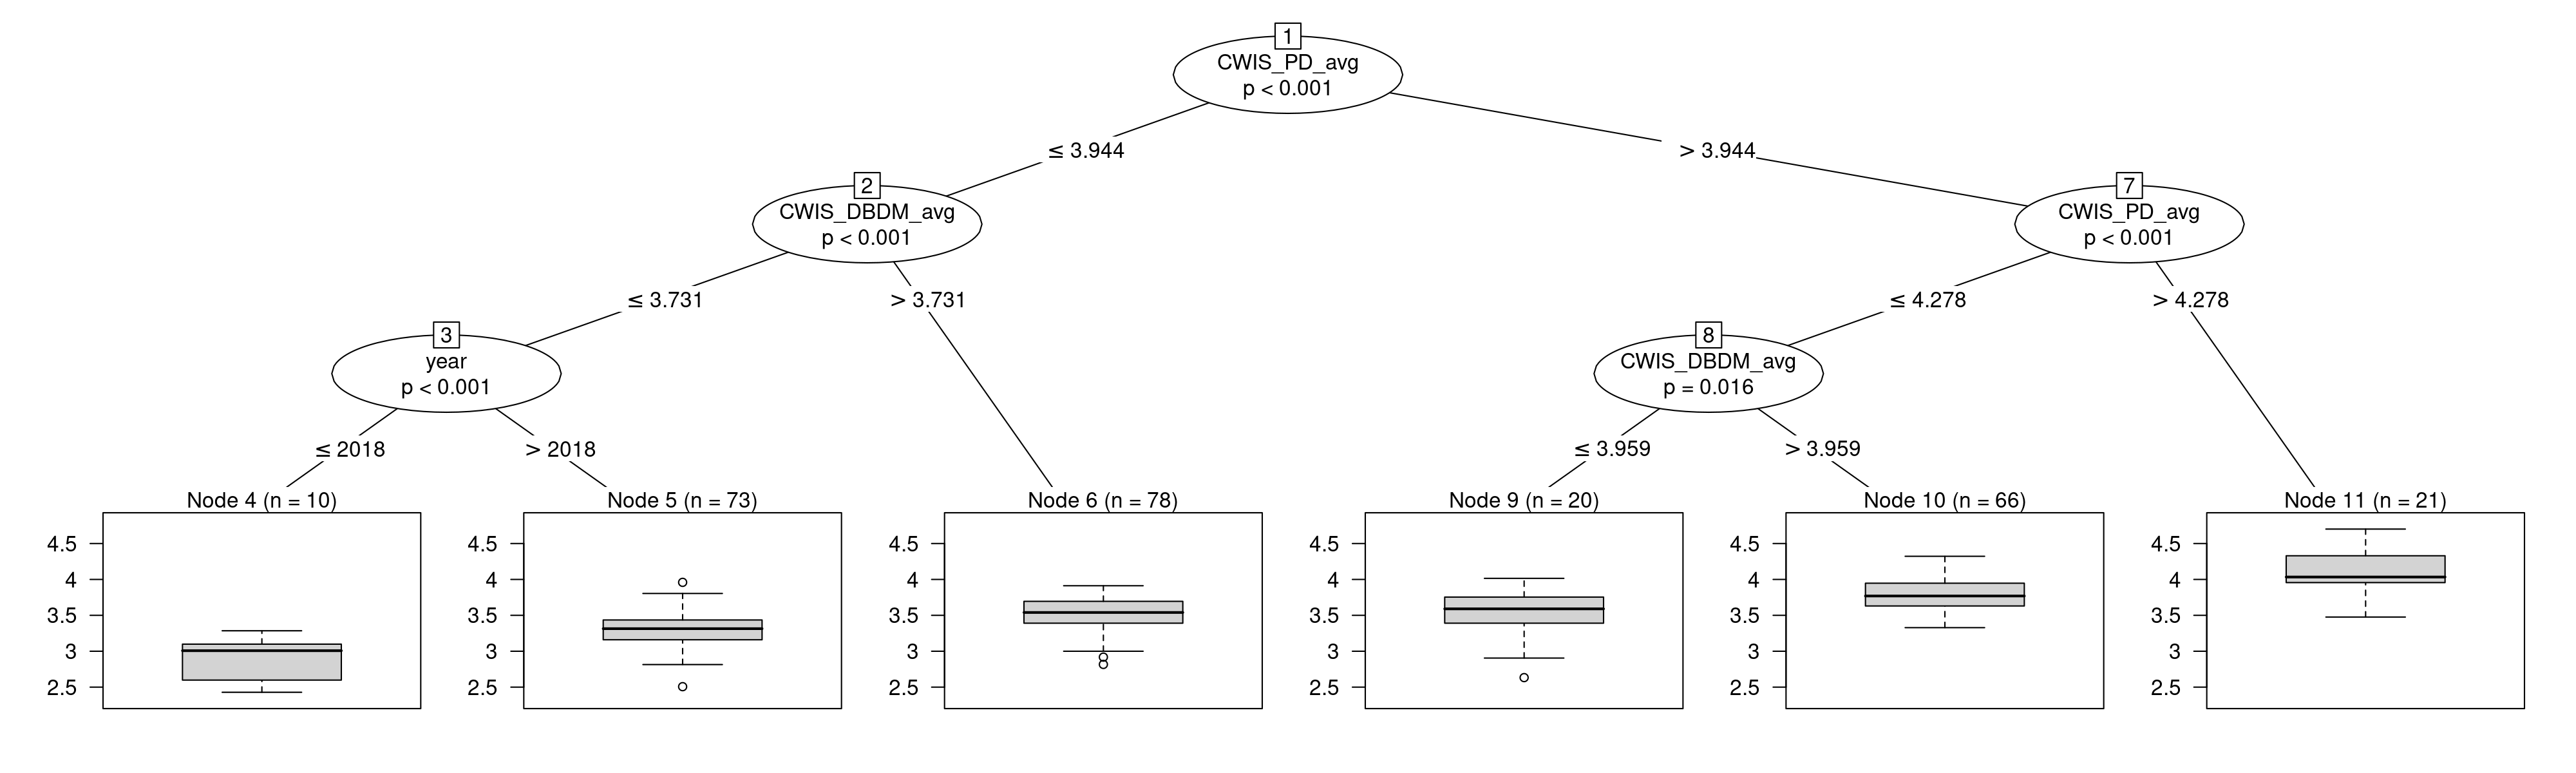 1
CWIS_PD_avg
p < 0.001
≤ 3.944
> 3.944
2
CWIS_DBDM_avg
p < 0.001
7
CWIS_PD_avg
p < 0.001
≤ 3.731
> 3.731
≤ 4.278
> 4.278
3
year
p < 0.001
8
CWIS_DBDM_avg
p = 0.016
≤ 2018
> 2018
≤ 3.959
> 3.959
Node 4 (n = 10)
4.5
4
3.5
3
2.5
Node 5 (n = 73)
4.5
4
3.5
3
2.5
Node 6 (n = 78)
4.5
4
3.5
3
2.5
Node 9 (n = 20)
4.5
4
3.5
3
2.5
Node 10 (n = 66)
4.5
4
3.5
3
2.5
Node 11 (n = 21)
4.5
4
3.5
3
2.5